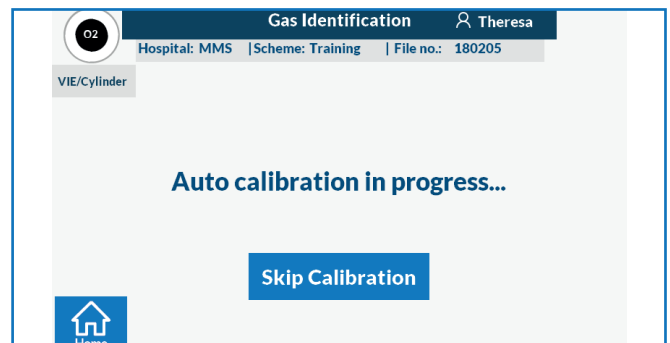 O2
Gas Identification
Theresa
Hospital: MMS |Scheme: Training | File no.: 180205
VIE/Cylinder
Auto calibration in progress...
Skip Calibration
Home